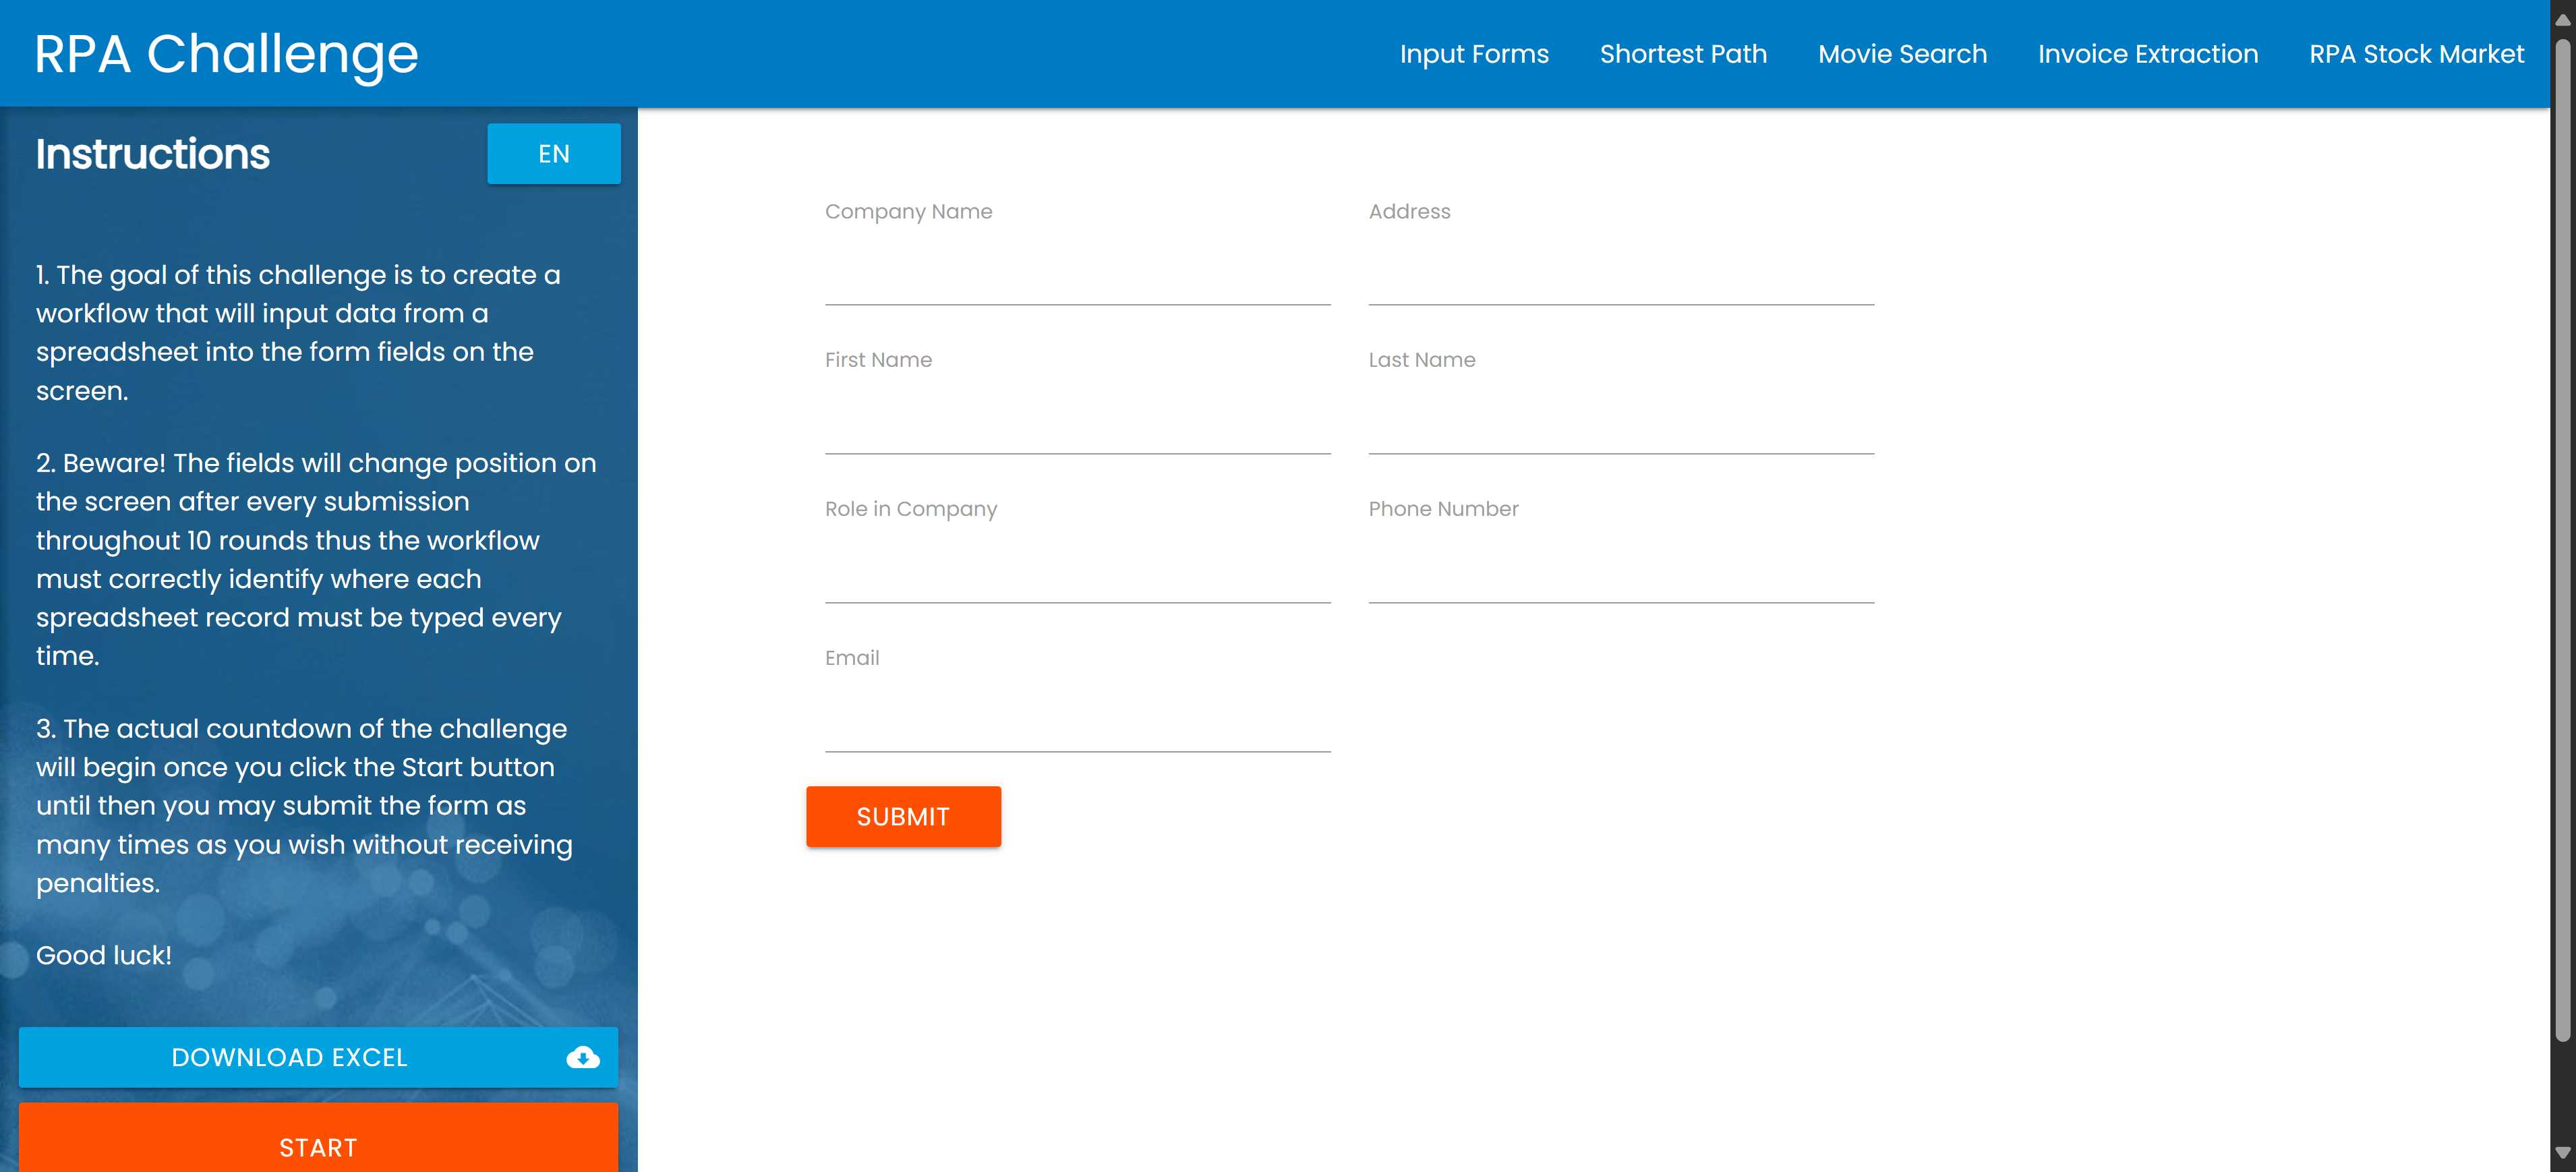 RPA Challenge
Input Forms
Shortest Path
Movie Search
Invoice Extraction
RPA Stock Market
Instructions
EN
1. The goal of this challenge is to create a
workflow that will input data from a
spreadsheet into the form fields on the
screen.
2. Beware! The fields will change position on
the screen after every submission
throughout 10 rounds thus the workflow
must correctly identify where each
spreadsheet record must be typed every
time.
3. The actual countdown of the challenge
will begin once you click the Start button
until then you may submit the form as
many times as you wish without receiving
penalties.
Good luck!
DOWNLOAD EXCEL
START
Company Name
Address
First Name
Last Name
Role in Company
Phone Number
Email
SUBMIT